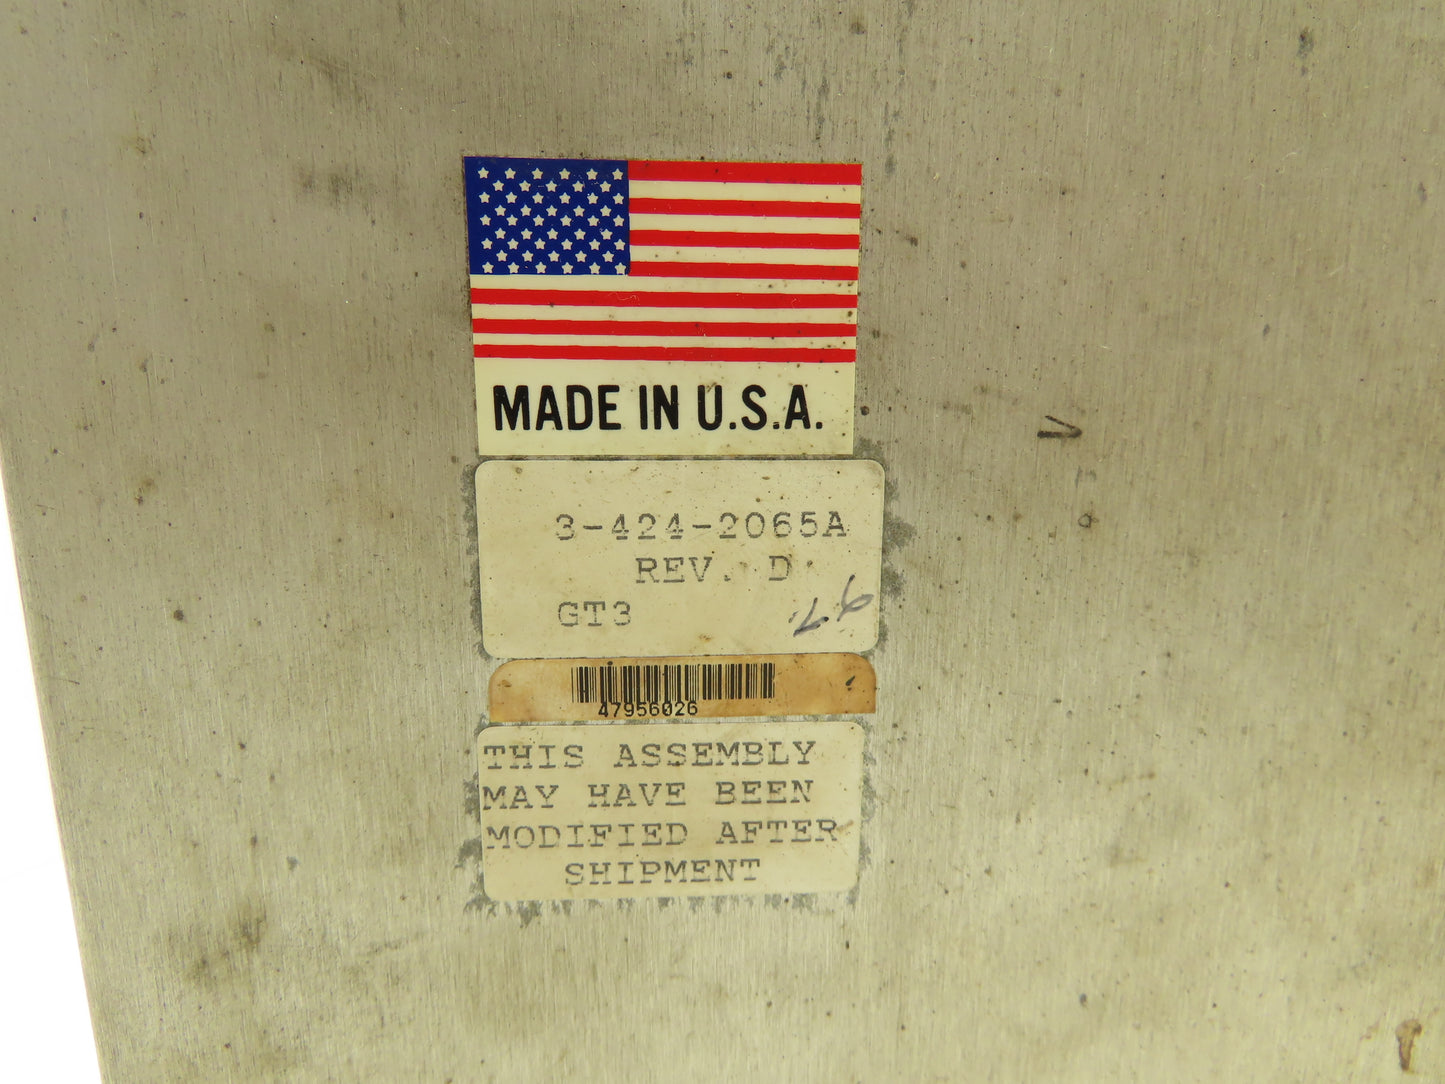 MADE IN U.S.A.
3-424-2065A
REV. D
GT3
47956026
THIS ASSEMBLY
MAY HAVE BEEN
MODIFIED AFTER
SHIPMENT